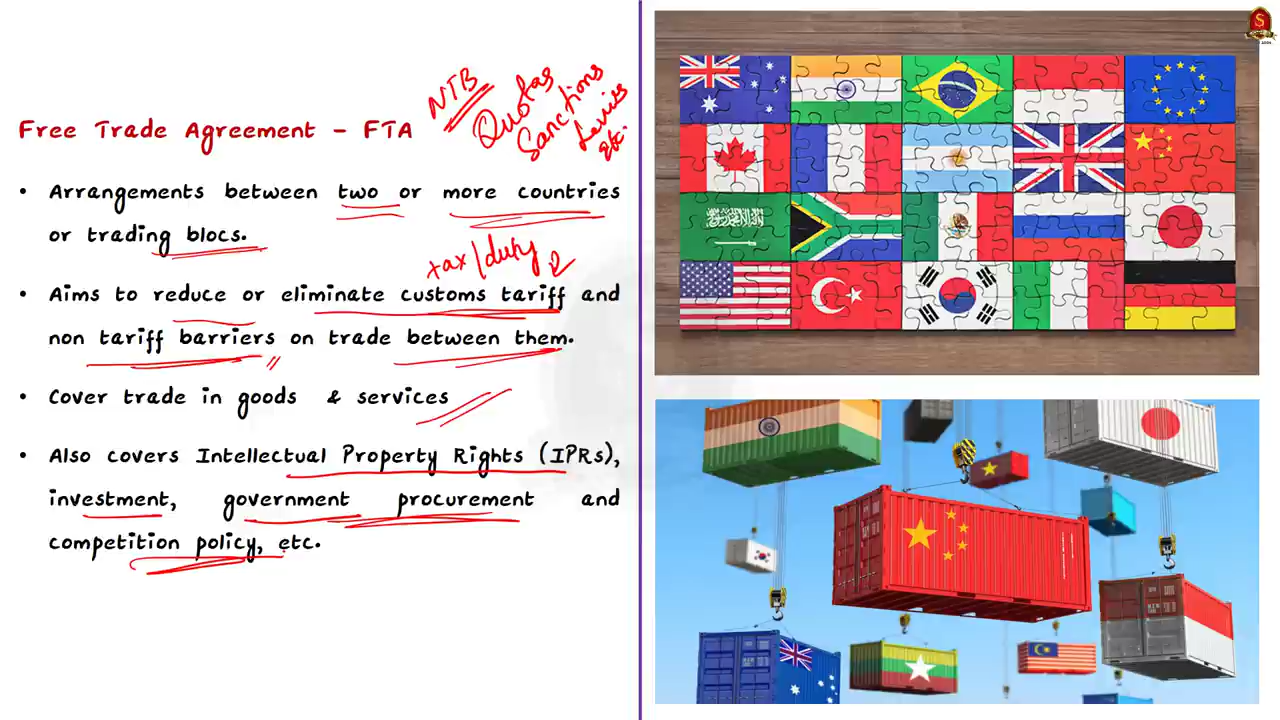 NTB
Quotas
Sanctions
Levies
etc.
Free Trade Agreement – FTA
• Arrangements between two or more countries
or trading blocs.
tax/duty
• Aims to reduce or eliminate customs tariff and
non tariff barriers on trade between them.
• Cover trade in goods & services
• Also covers Intellectual Property Rights (IPRs),
investment, government procurement and
competition policy, etc.
S